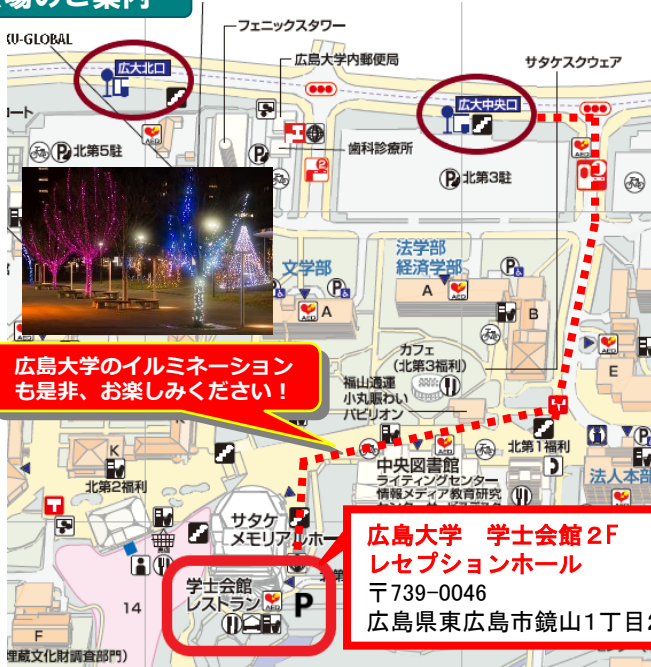 場のご案内
KU-GLOBAL
フェニックスタワー
広島大学内郵便局
サタケスクウェア
広大北口
広大中央口
ート
歯科診療所
北第5駐
北第3駐
P
AED
文学部
法学部
経済学部
A
A
B
E
カフェ
(北第3福利)
福山通運
小丸賑わい
パビリオン
広島大学のイルミネーション
も是非、お楽しみください!
北第1福利
K
K
北第2福利
中央図書館
ライティングセンター
情報メディア教育研究
法人本部
サタケ
メモリアルホー
学士会館
レストラン
P
14
F
埋蔵文化財調査部門)
広島大学 学士会館2F
レセプションホール
〒739-0046
広島県東広島市鏡山1丁目2